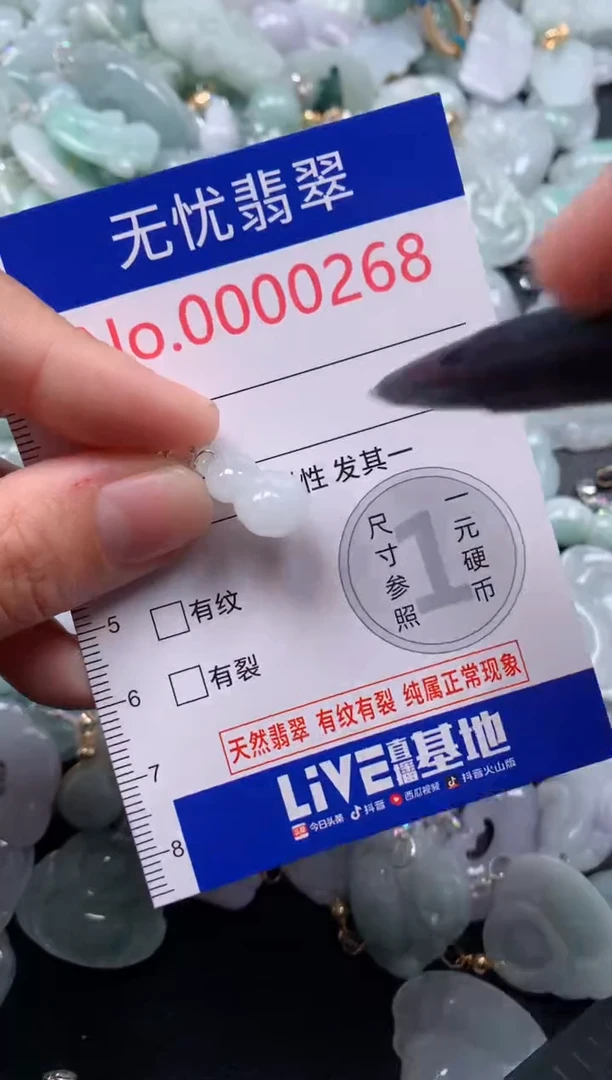 无忧翡翠
No.0000268
性 发其一
尺寸参照
一元硬币
1
5
有纹
6
有裂
天然翡翠 有纹有裂 纯属正常现象
7
LiVE直播基地
今日头条 抖音 西瓜视频 抖音火山版
8